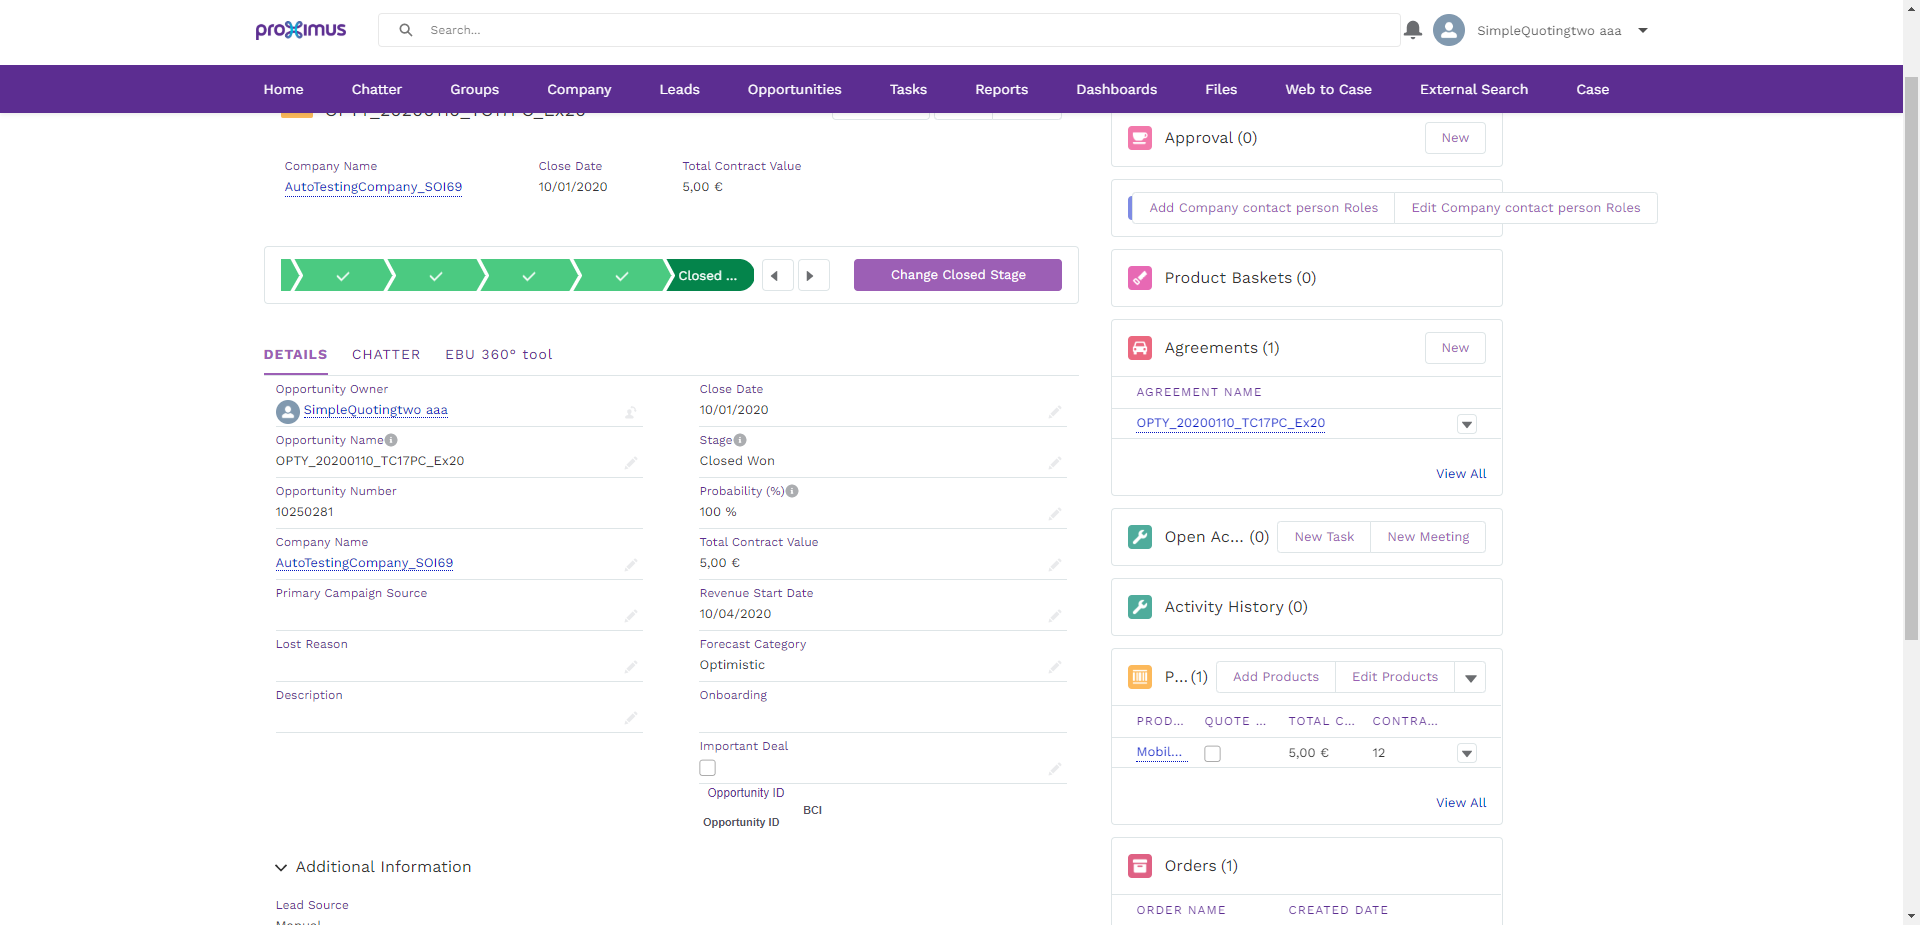 proximus
Search...
SimpleQuotingtwo aaa
Home Chatter Groups Company Leads Opportunities Tasks Reports Dashboards Files Web to Case External Search Case
OPTY_20200110_TC17PC_Ex20
Company Name Close Date Total Contract Value
AutoTestingCompany_SOI69 10/01/2020 5,00 €
Closed ...
Change Closed Stage
DETAILS CHATTER EBU 360° tool
Opportunity Owner
SimpleQuotingtwo aaa
Opportunity Name
OPTY_20200110_TC17PC_Ex20
Opportunity Number
10250281
Company Name
AutoTestingCompany_SOI69
Primary Campaign Source
Lost Reason
Description
Close Date
10/01/2020
Stage
Closed Won
Probability (%)
100 %
Total Contract Value
5,00 €
Revenue Start Date
10/04/2020
Forecast Category
Optimistic
Onboarding
Important Deal
Opportunity ID
BCI
Opportunity ID
Additional Information
Lead Source
Manual
Approval (0) New
Add Company contact person Roles Edit Company contact person Roles
Product Baskets (0)
Agreements (1) New
AGREEMENT NAME
OPTY_20200110_TC17PC_Ex20
View All
Open Ac... (0) New Task New Meeting
Activity History (0)
P... (1) Add Products Edit Products
PROD... QUOTE ... TOTAL C... CONTRA...
Mobil... 5,00 € 12
View All
Orders (1)
ORDER NAME CREATED DATE